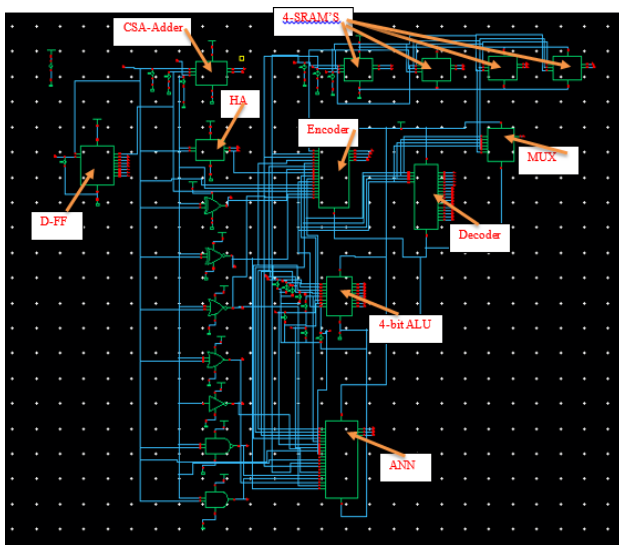 4-SRAM'S
CSA-Adder
HA
Encoder
MUX
D-FF
Decoder
4-bit ALU
ANN